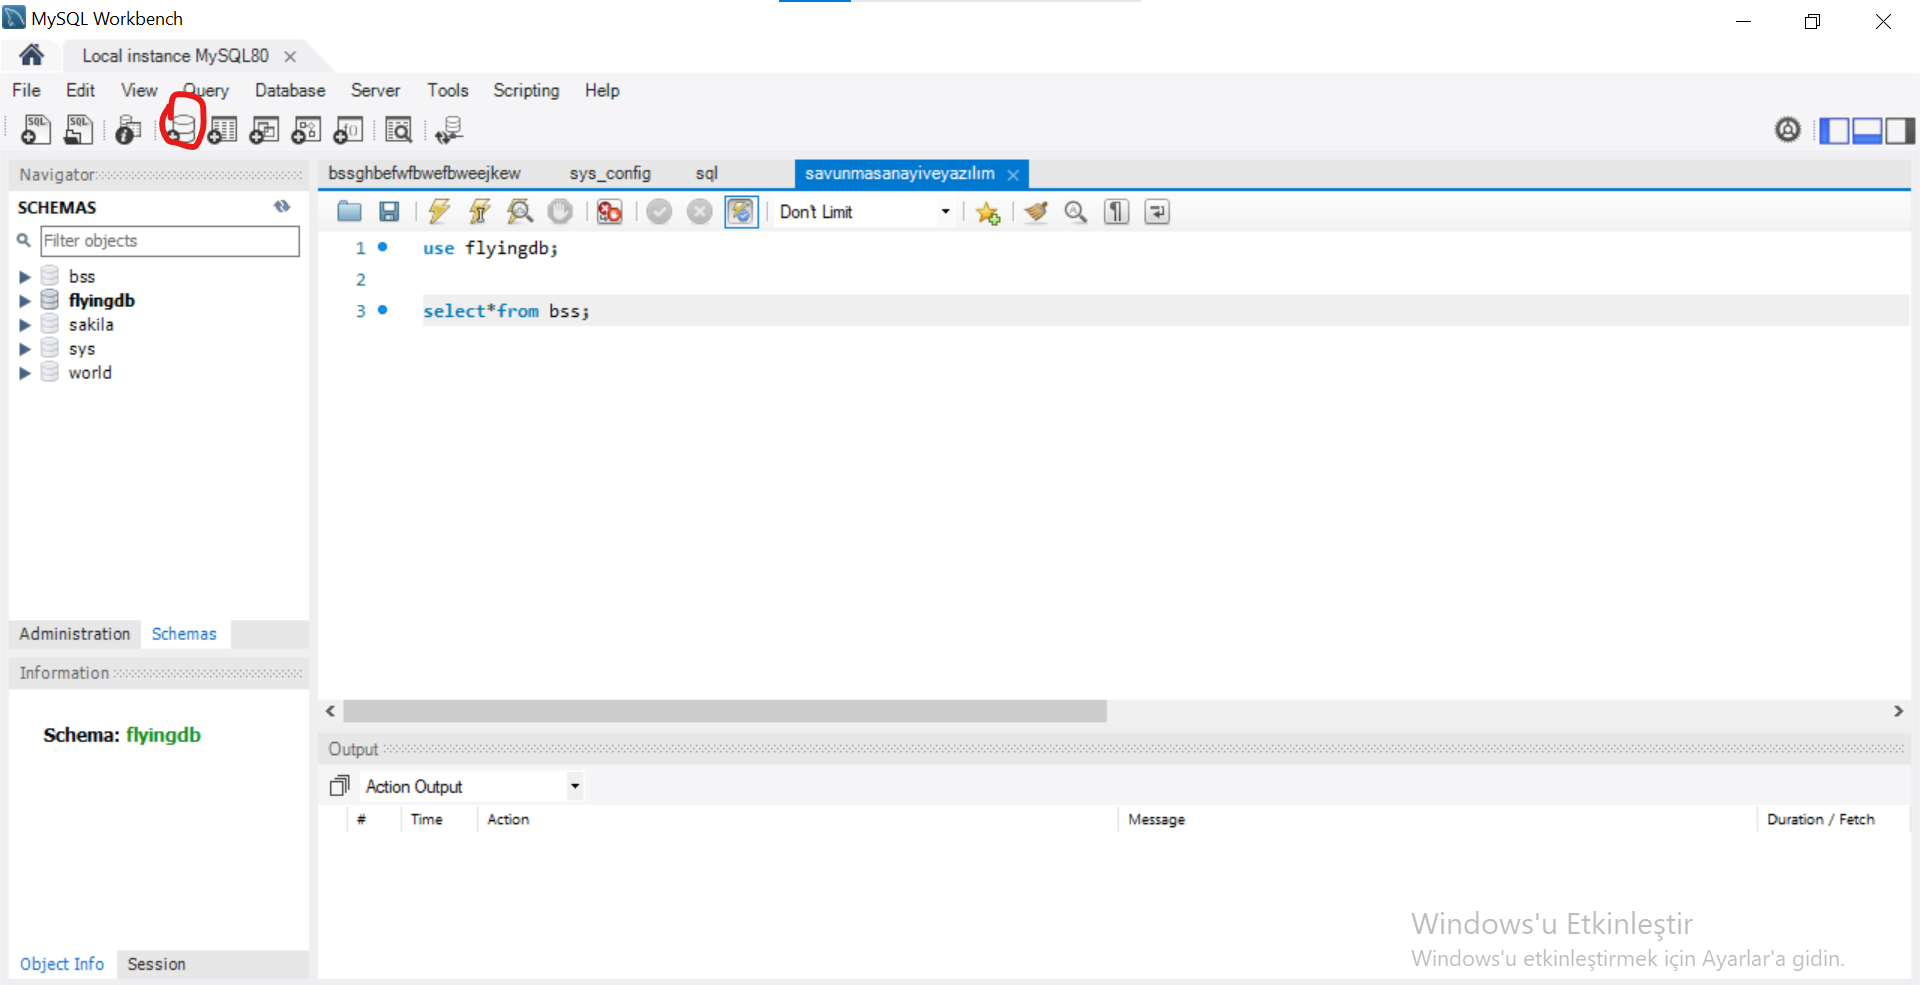 MySQL Workbench
Local instance MySQL80
File Edit View Query Database Server Tools Scripting Help
SQL SQL
Navigator
SCHEMAS
Filter objects
bss
flyingdb
sakila
sys
world
Administration Schemas
Information
Schema: flyingdb
Object Info Session
bssghbefwfbwefbweejkew sys_config sql savunmasanayiveyazılım
Don't Limit
1 use flyingdb;
2
3 select*from bss;
Output
Action Output
# Time Action Message Duration / Fetch
Windows'u Etkinleştir
Windows'u etkinleştirmek için Ayarlar'a gidin.